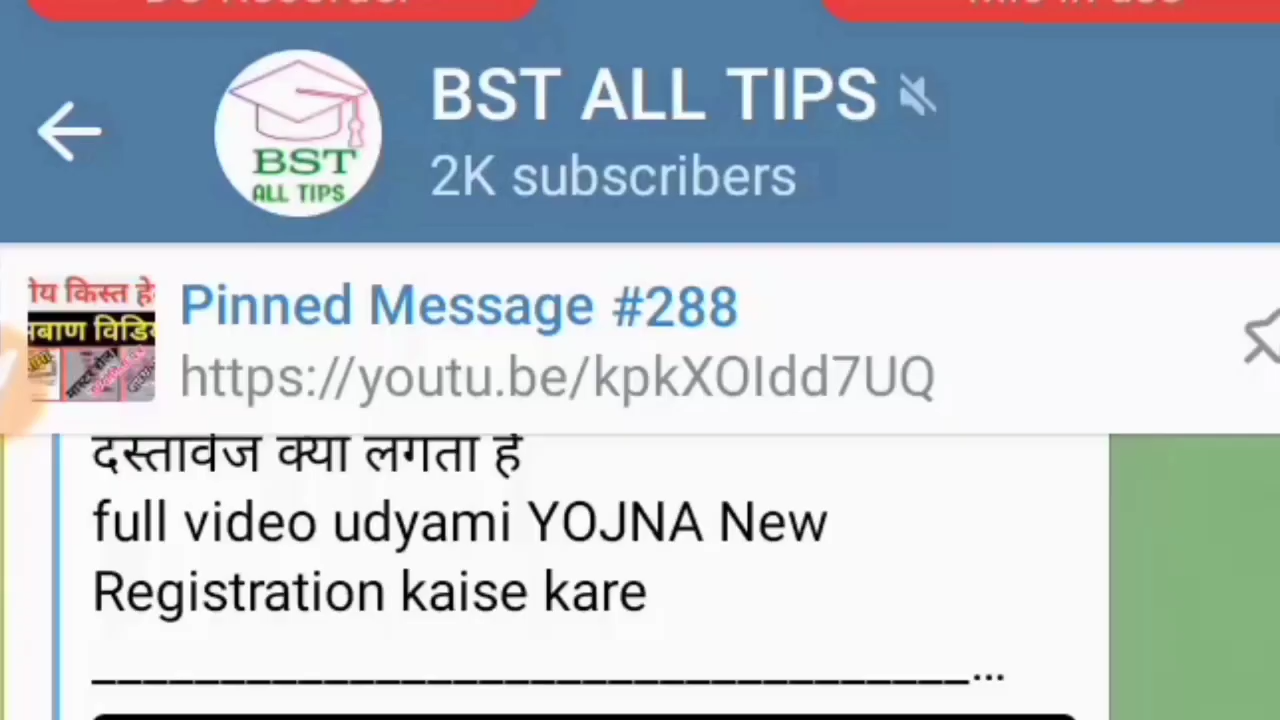 BST ALL TIPS
2K subscribers
BST
ALL TIPS
Pinned Message #288
https://youtu.be/kpkXOIdd7UQ
किस्त हे
विडि
दस्तावेज क्या लगता है
full video udyami YOJNA New
Registration kaise kare